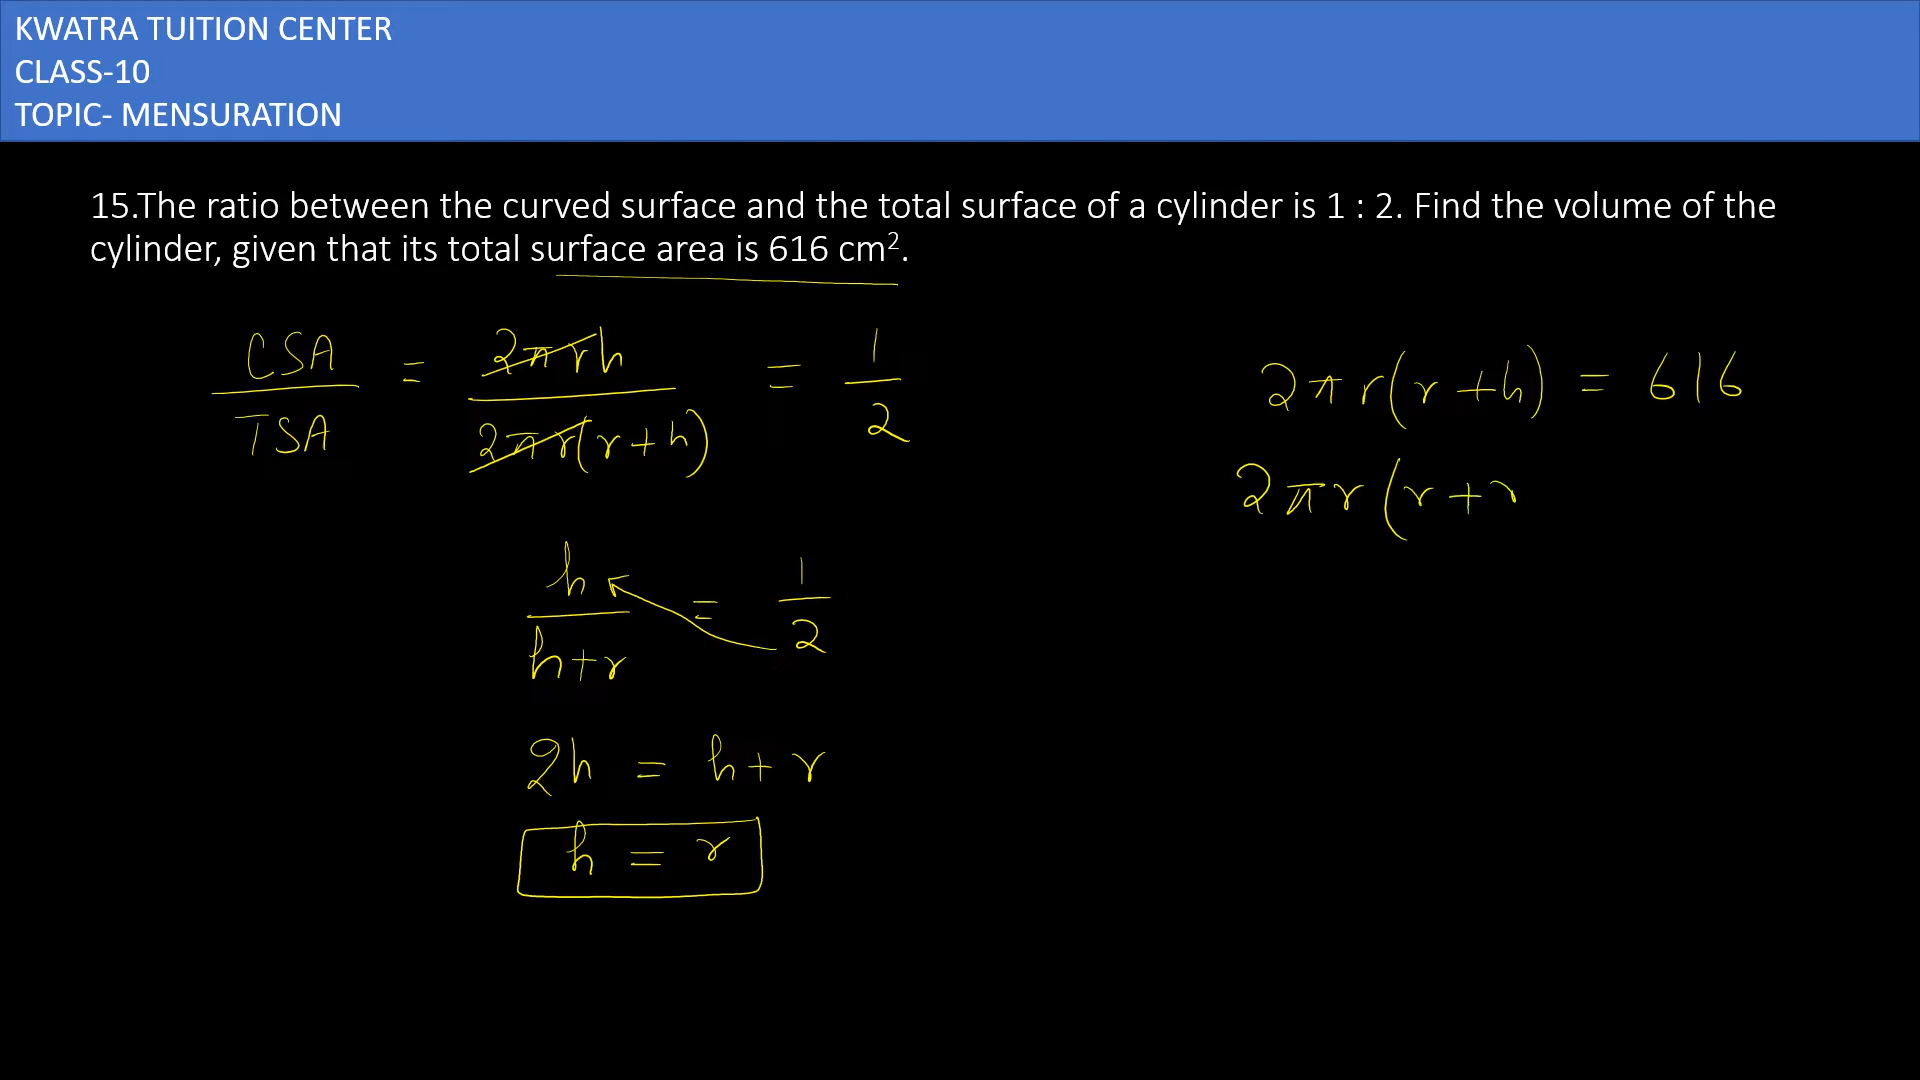 KWATRA TUITION CENTER
CLASS-10
TOPIC- MENSURATION
15.The ratio between the curved surface and the total surface of a cylinder is 1 : 2. Find the volume of the
cylinder, given that its total surface area is 616 cm².
CSA/TSA = 2πrh/2πr(r+h) = 1/2
h/h+r = 1/2
2h = h+r
h = r
2πr(r+h) = 616
2πr(r+r